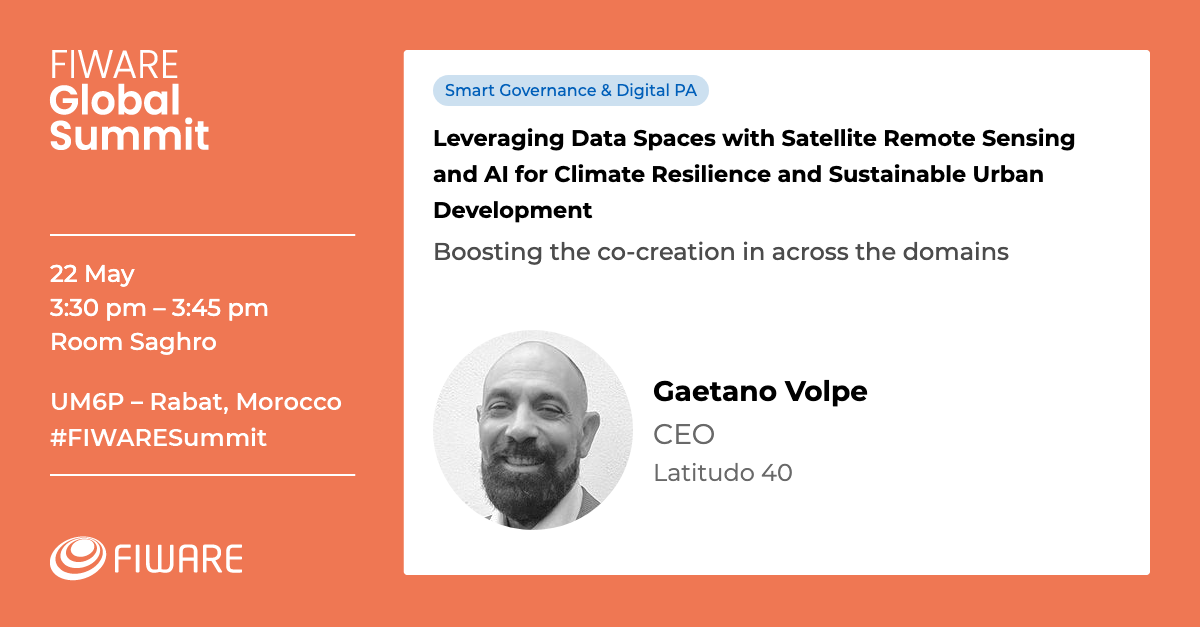 FIWARE
Global
Summit
22 May
3:30 pm – 3:45 pm
Room Saghro
UM6P – Rabat, Morocco
#FIWARESummit
FIWARE
Smart Governance & Digital PA
Leveraging Data Spaces with Satellite Remote Sensing
and AI for Climate Resilience and Sustainable Urban
Development
Boosting the co-creation in across the domains
Gaetano Volpe
CEO
Latitudo 40